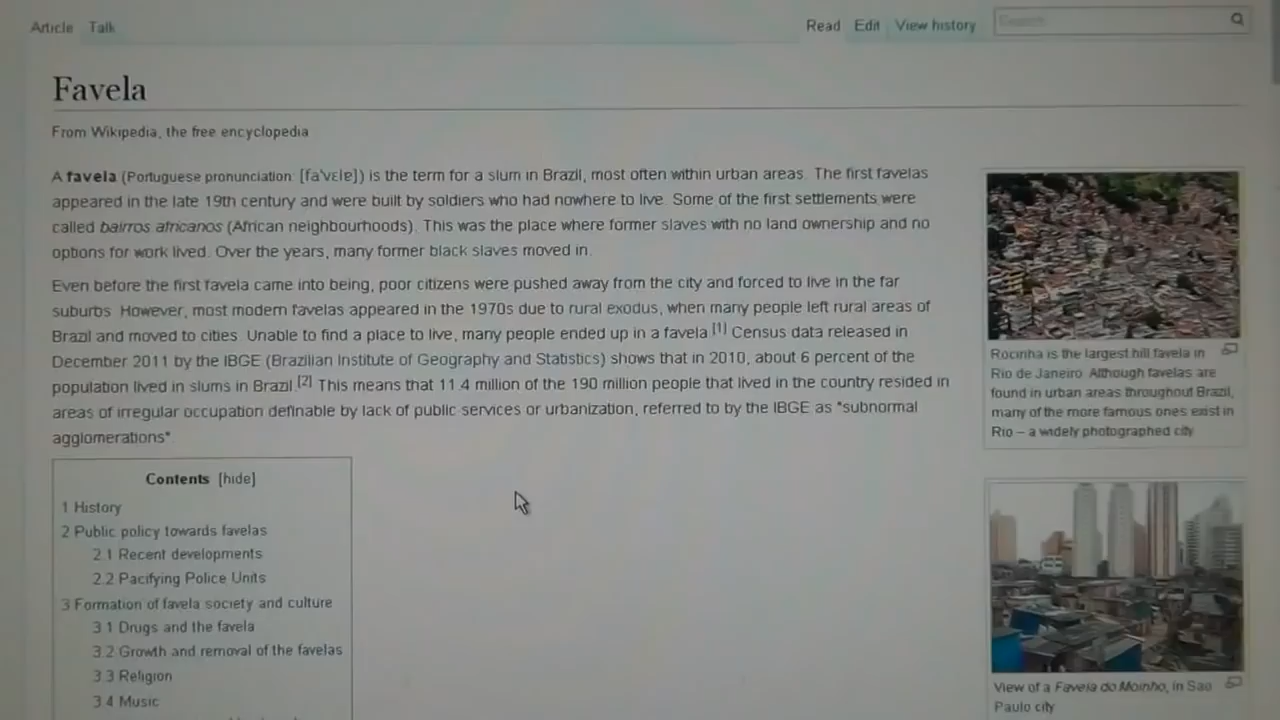 Article Talk
Read Edit View history
Search
Favela
From Wikipedia, the free encyclopedia
A favela (Portuguese pronunciation: [fa'vɛlɐ]) is the term for a slum in Brazil, most often within urban areas. The first favelas
appeared in the late 19th century and were built by soldiers who had nowhere to live. Some of the first settlements were
called bairros africanos (African neighbourhoods). This was the place where former slaves with no land ownership and no
options for work lived. Over the years, many former black slaves moved in.
Even before the first favela came into being, poor citizens were pushed away from the city and forced to live in the far
suburbs. However, most modern favelas appeared in the 1970s due to rural exodus, when many people left rural areas of
Brazil and moved to cities. Unable to find a place to live, many people ended up in a favela.[1] Census data released in
December 2011 by the IBGE (Brazilian Institute of Geography and Statistics) shows that in 2010, about 6 percent of the
population lived in slums in Brazil.[2] This means that 11.4 million of the 190 million people that lived in the country resided in
areas of irregular occupation definable by lack of public services or urbanization, referred to by the IBGE as "subnormal
agglomerations".
Contents [hide]
1 History
2 Public policy towards favelas
2.1 Recent developments
2.2 Pacifying Police Units
3 Formation of favela society and culture
3.1 Drugs and the favela
3.2 Growth and removal of the favelas
3.3 Religion
3.4 Music
Rocinha is the largest hill favela in
Rio de Janeiro. Although favelas are
found in urban areas throughout Brazil,
many of the more famous ones exist in
Rio – a widely photographed city
View of a Favela do Moinho, in Sao
Paulo city